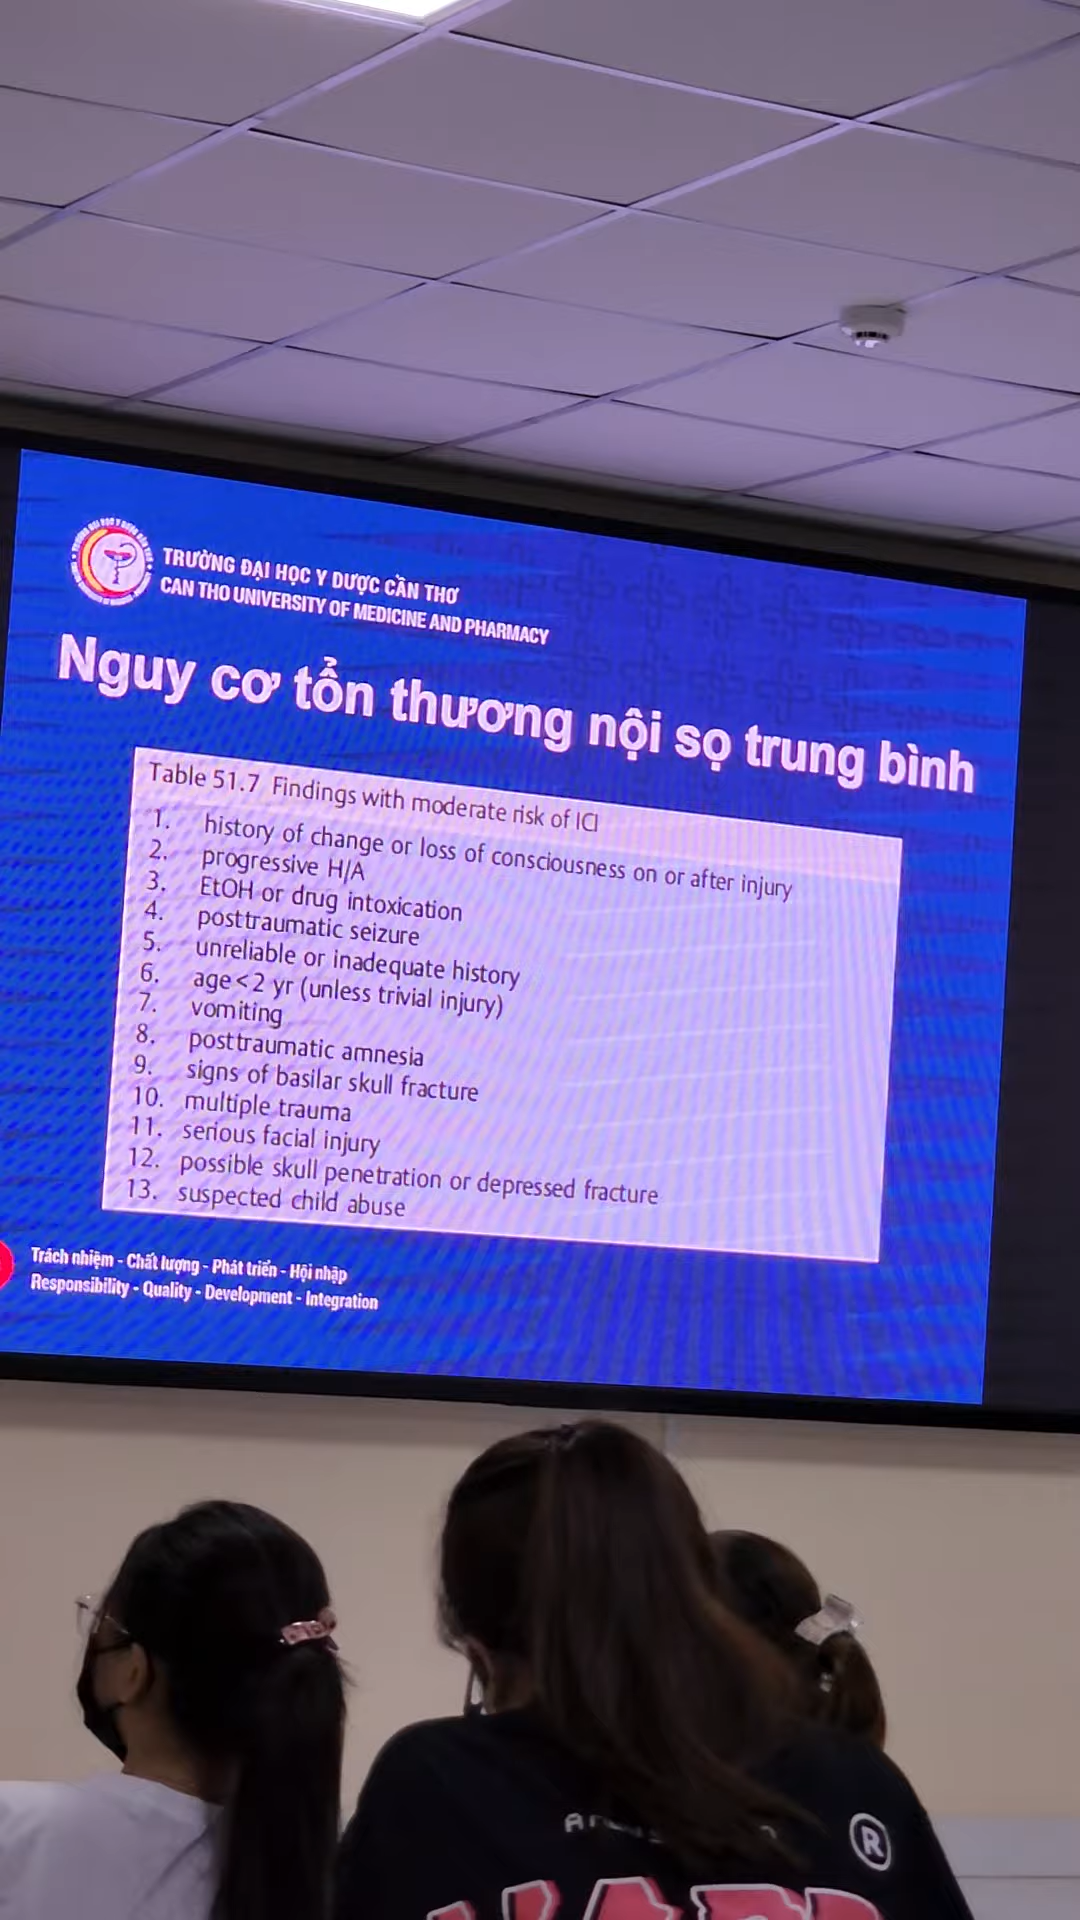 TRƯỜNG ĐẠI HỌC Y DƯỢC CẦN THƠ
CAN THO UNIVERSITY OF MEDICINE AND PHARMACY
Nguy cơ tổn thương nội sọ trung bình
Table 51.7 Findings with moderate risk of ICI
1. history of change or loss of consciousness on or after injury
2. progressive H/A
3. EtOH or drug intoxication
4. posttraumatic seizure
5. unreliable or inadequate history
6. age<2 yr (unless trivial injury)
7. vomiting
8. posttraumatic amnesia
9. signs of basilar skull fracture
10. multiple trauma
11. serious facial injury
12. possible skull penetration or depressed fracture
13. suspected child abuse
Trách nhiệm - Chất lượng - Phát triển - Hội nhập
Responsibility - Quality - Development - Integration
®